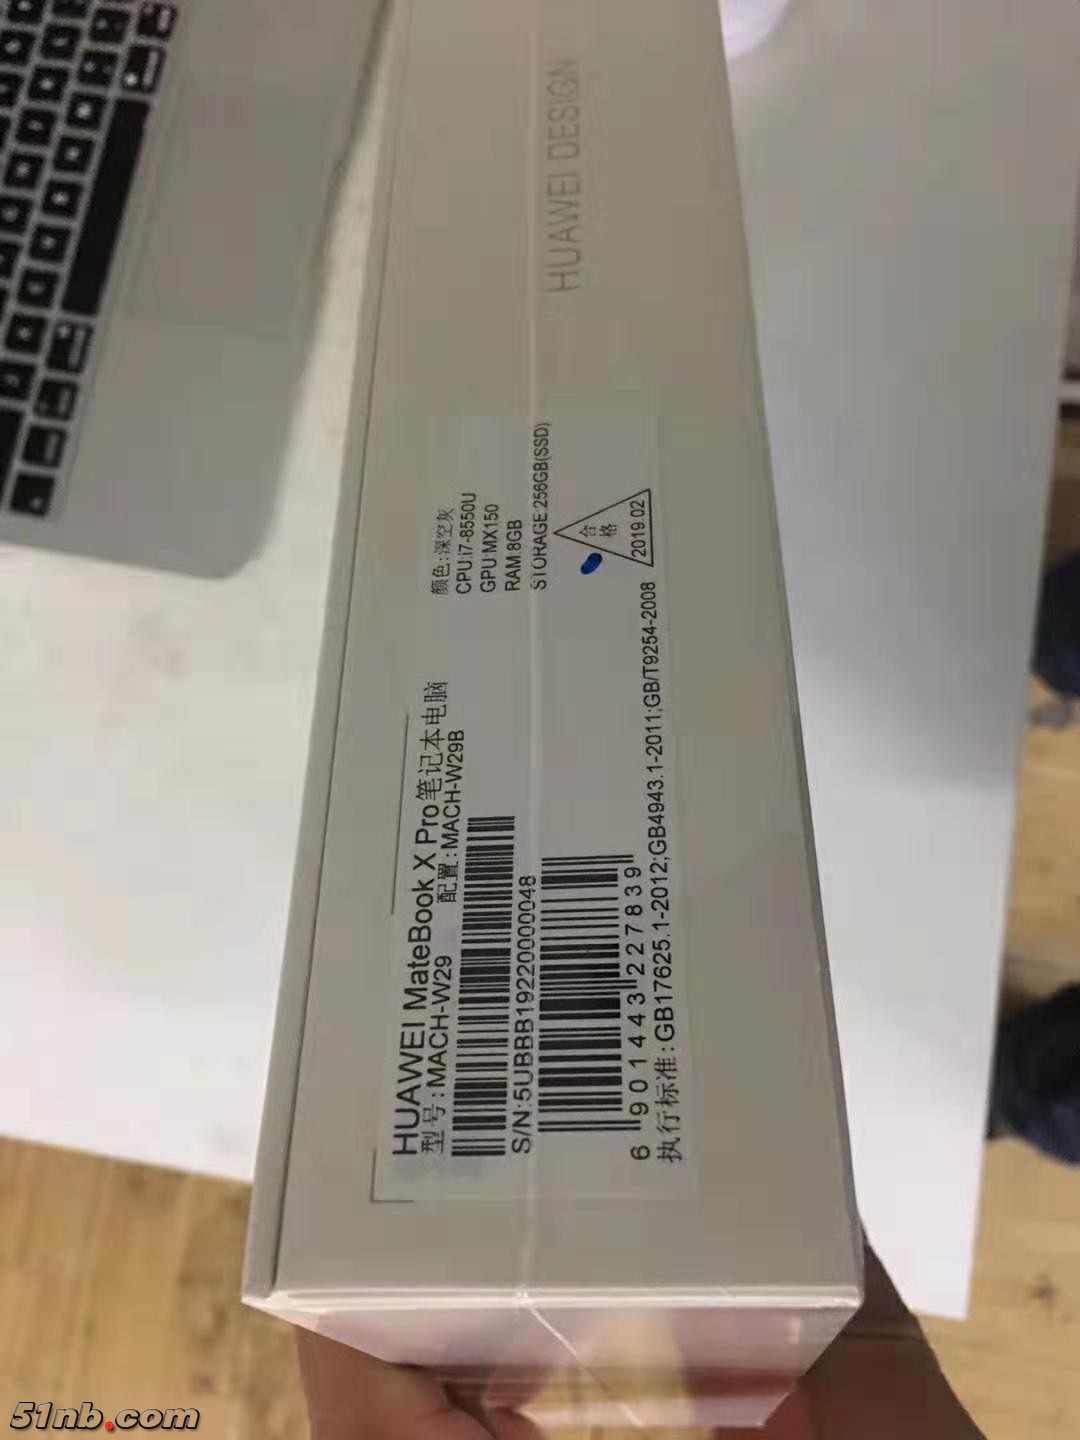 HUAWEI DESIGN
HUAWEI MateBook X Pro笔记本电脑
型号:MACH-W29
配置:MACH-W29B
S/N:5UBBB19220000048
6 901443 227839
执行标准:GB17625.1-2012;GB4943.1-2011;GB/T9254-2008
颜色:深空灰
CPU:i7-8550U
GPU:MX150
RAM:8GB
STORAGE:256GB(SSD)
合
格
2019.02
51nb.com